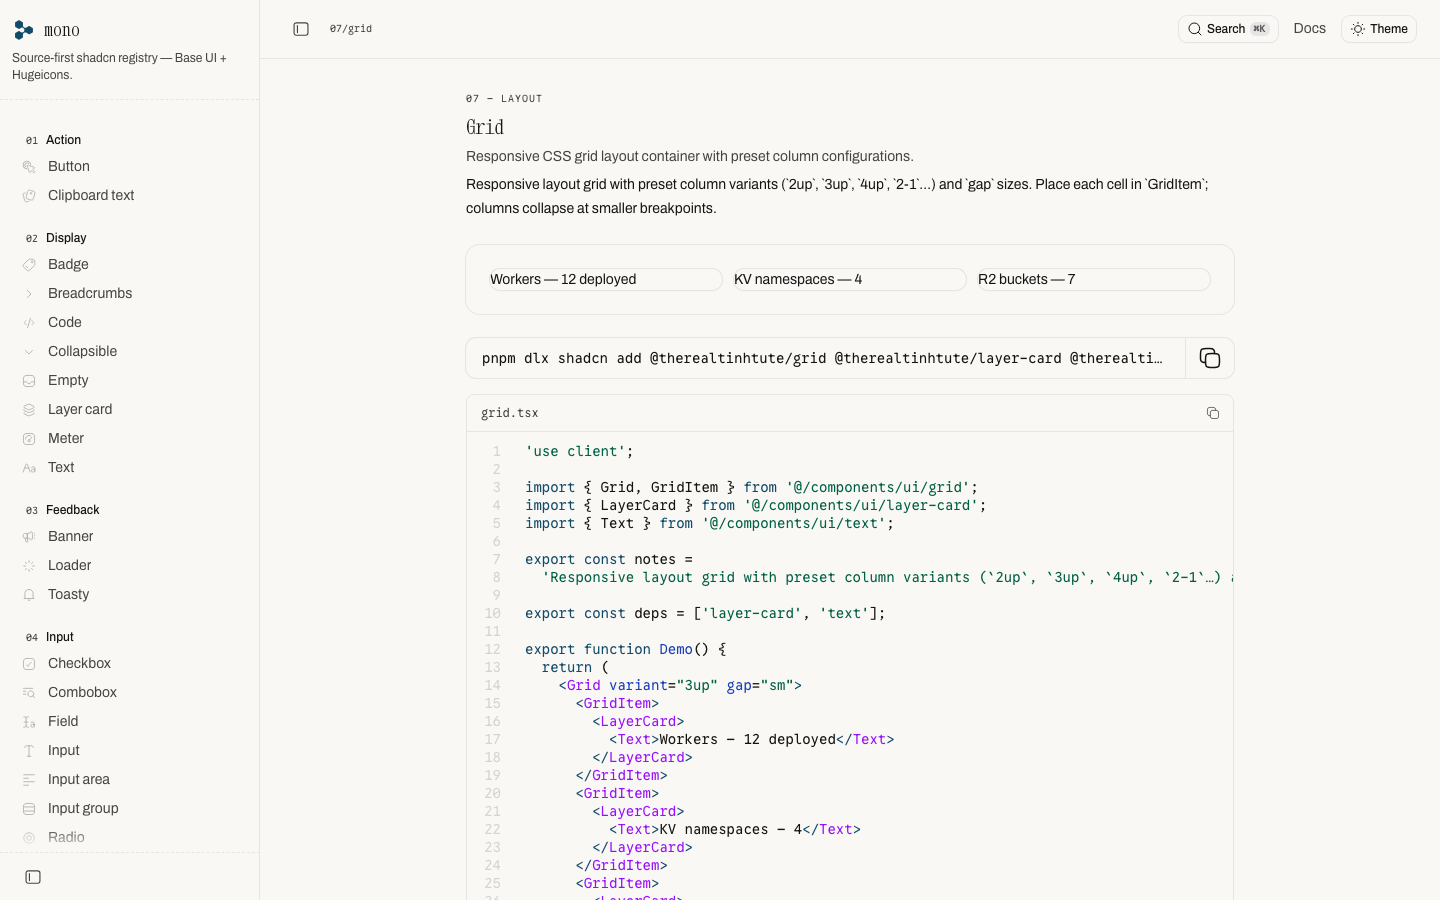 mono
Source-first shadcn registry — Base UI +
Hugeicons.
01 Action
Button
Clipboard text
02 Display
Badge
Breadcrumbs
Code
Collapsible
Empty
Layer card
Meter
Text
03 Feedback
Banner
Loader
Toasty
04 Input
Checkbox
Combobox
Field
Input
Input area
Input group
Radio
07/grid
Search ⌘K
Docs
Theme
07 — LAYOUT
Grid
Responsive CSS grid layout container with preset column configurations.
Responsive layout grid with preset column variants (`2up`, `3up`, `4up`, `2-1`…) and `gap` sizes. Place each cell in `GridItem`;
columns collapse at smaller breakpoints.
Workers — 12 deployed
KV namespaces — 4
R2 buckets — 7
pnpm dlx shadcn add @therealtinhtute/grid @therealtinhtute/layer-card @therealti…
grid.tsx
1 'use client';
2
3 import { Grid, GridItem } from '@/components/ui/grid';
4 import { LayerCard } from '@/components/ui/layer-card';
5 import { Text } from '@/components/ui/text';
6
7 export const notes =
8 'Responsive layout grid with preset column variants (`2up`, `3up`, `4up`, `2-1`…)
9
10 export const deps = ['layer-card', 'text'];
11
12 export function Demo() {
13 return (
14 <Grid variant="3up" gap="sm">
15 <GridItem>
16 <LayerCard>
17 <Text>Workers — 12 deployed</Text>
18 </LayerCard>
19 </GridItem>
20 <GridItem>
21 <LayerCard>
22 <Text>KV namespaces — 4</Text>
23 </LayerCard>
24 </GridItem>
25 <GridItem>
26 <LayerCard>